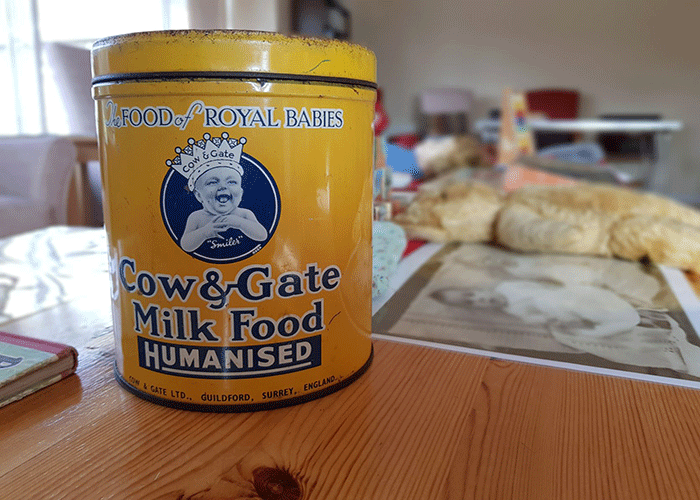 The FOOD of ROYAL BABIES
COW & GATE
"Smiler"
COW & GATE
MILK FOOD
HUMANISED
COW & GATE LTD., GUILDFORD, SURREY, ENGLAND.